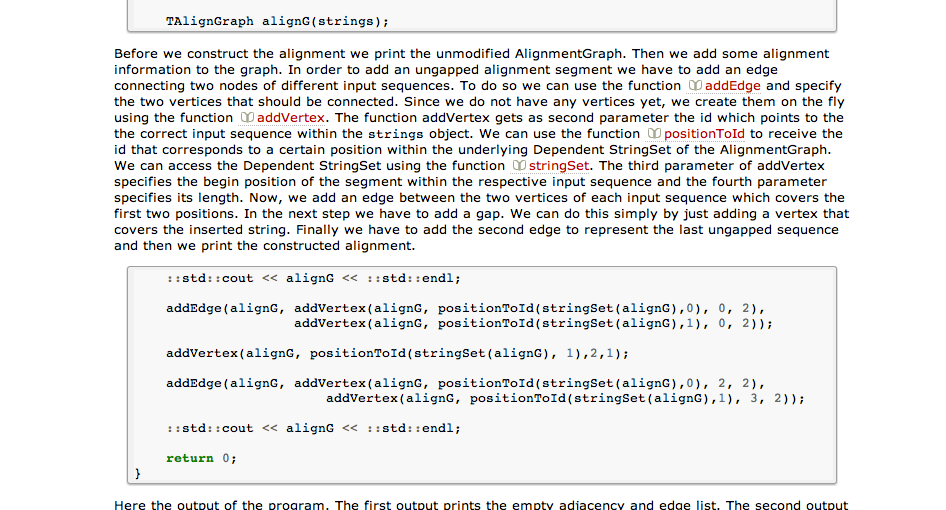 TAlignGraph alignG(strings);
Before we construct the alignment we print the unmodified AlignmentGraph. Then we add some alignment
information to the graph. In order to add an ungapped alignment segment we have to add an edge
connecting two nodes of different input sequences. To do so we can use the function addEdge and specify
the two vertices that should be connected. Since we do not have any vertices yet, we create them on the fly
using the function addVertex. The function addVertex gets as second parameter the id which points to the
the correct input sequence within the strings object. We can use the function positionToId to receive the
id that corresponds to a certain position within the underlying Dependent StringSet of the AlignmentGraph.
We can access the Dependent StringSet using the function stringSet. The third parameter of addVertex
specifies the begin position of the segment within the respective input sequence and the fourth parameter
specifies its length. Now, we add an edge between the two vertices of each input sequence which covers the
first two positions. In the next step we have to add a gap. We can do this simply by just adding a vertex that
covers the inserted string. Finally we have to add the second edge to represent the last ungapped sequence
and then we print the constructed alignment.
::std::cout << alignG << ::std::endl;
addEdge(alignG, addVertex(alignG, positionToId(stringSet(alignG),0), 0, 2),
addVertex(alignG, positionToId(stringSet(alignG),1), 0, 2));
addVertex(alignG, positionToId(stringSet(alignG), 1),2,1);
addEdge(alignG, addVertex(alignG, positionToId(stringSet(alignG),0), 2, 2),
addVertex(alignG, positionToId(stringSet(alignG),1), 3, 2));
::std::cout << alignG << ::std::endl;
return 0;
}
Here the output of the program. The first output prints the empty adjacency and edge list. The second output